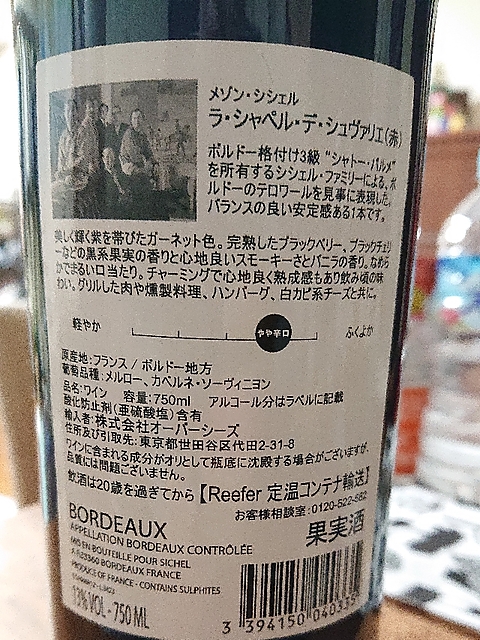 メゾン・シシェル
ラ・シャペル・デ・シュヴァリエ(赤)
ボルドー格付け3級 “シャトー・パルメ”
を所有するシシェル・ファミリーによる、ボ
ルドーのテロワールを見事に表現した、
バランスの良い安定感ある1本です。
美しく輝く紫を帯びたガーネット色。完熟したブラックベリー、ブラックチェリ
ーなどの黒系果実の香りと心地良いスモーキーさとバニラの香り。なめら
かでまるい口当たり。チャーミングで心地良く熟成感もあり飲み頃の味
わい。グリルした肉や燻製料理、ハンバーグ、白カビ系チーズと共に。
軽やか やや辛口 ふくよか
原産地:フランス / ボルドー地方
葡萄品種:メルロー、カベルネ・ソーヴィニヨン
品名:ワイン 容量:750ml アルコール分はラベルに記載
酸化防止剤(亜硫酸塩)含有
輸入者:株式会社オーバーシーズ
住所及び引取先:東京都世田谷区代田2-31-8
ワインに含まれる成分がオリとして瓶底に沈殿する場合がございますが、
品質には問題ございません。
飲酒は20歳を過ぎてから【Reefer 定温コンテナ輸送】
お客様相談室:0120-522-582
BORDEAUX 果実酒
APPELLATION BORDEAUX CONTRÔLÉE
MIS EN BOUTEILLE POUR SICHEL
À F-33360 BORDEAUX FRANCE
PRODUCT OF FRANCE - CONTAINS SULPHITES
13% VOL - 750 ML
3 394150 04033